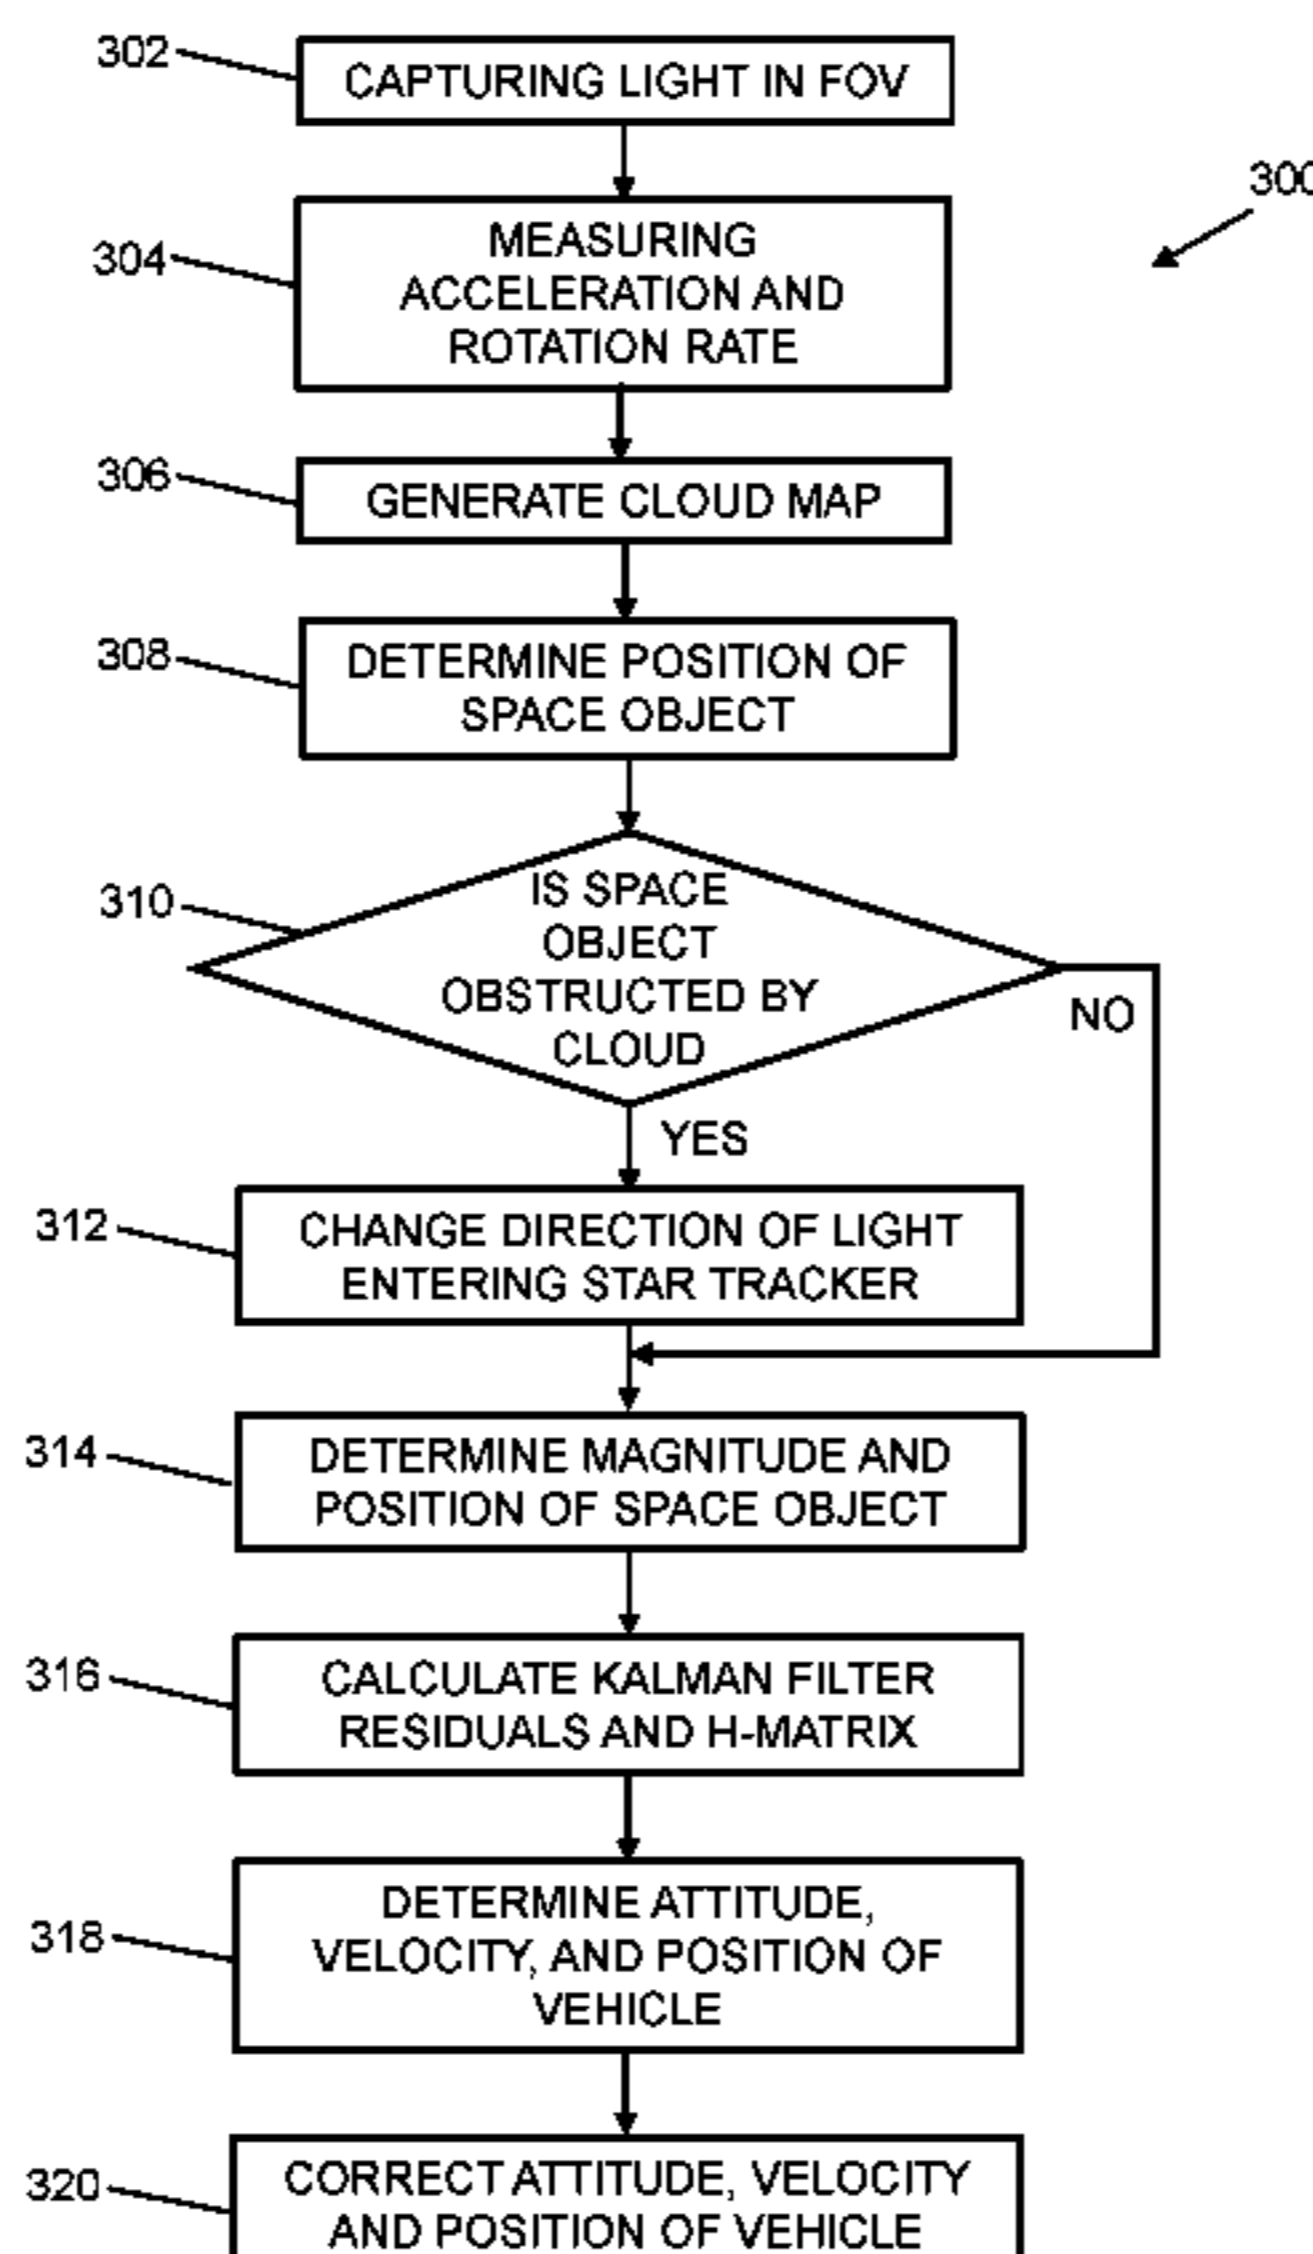 302
CAPTURING LIGHT IN FOV
300
304
MEASURING
ACCELERATION AND
ROTATION RATE
306
GENERATE CLOUD MAP
308
DETERMINE POSITION OF
SPACE OBJECT
310
IS SPACE
OBJECT
OBSTRUCTED BY
CLOUD
NO
YES
312
CHANGE DIRECTION OF LIGHT
ENTERING STAR TRACKER
314
DETERMINE MAGNITUDE AND
POSITION OF SPACE OBJECT
316
CALCULATE KALMAN FILTER
RESIDUALS AND H-MATRIX
318
DETERMINE ATTITUDE,
VELOCITY, AND POSITION OF
VEHICLE
320
CORRECT ATTITUDE, VELOCITY
AND POSITION OF VEHICLE